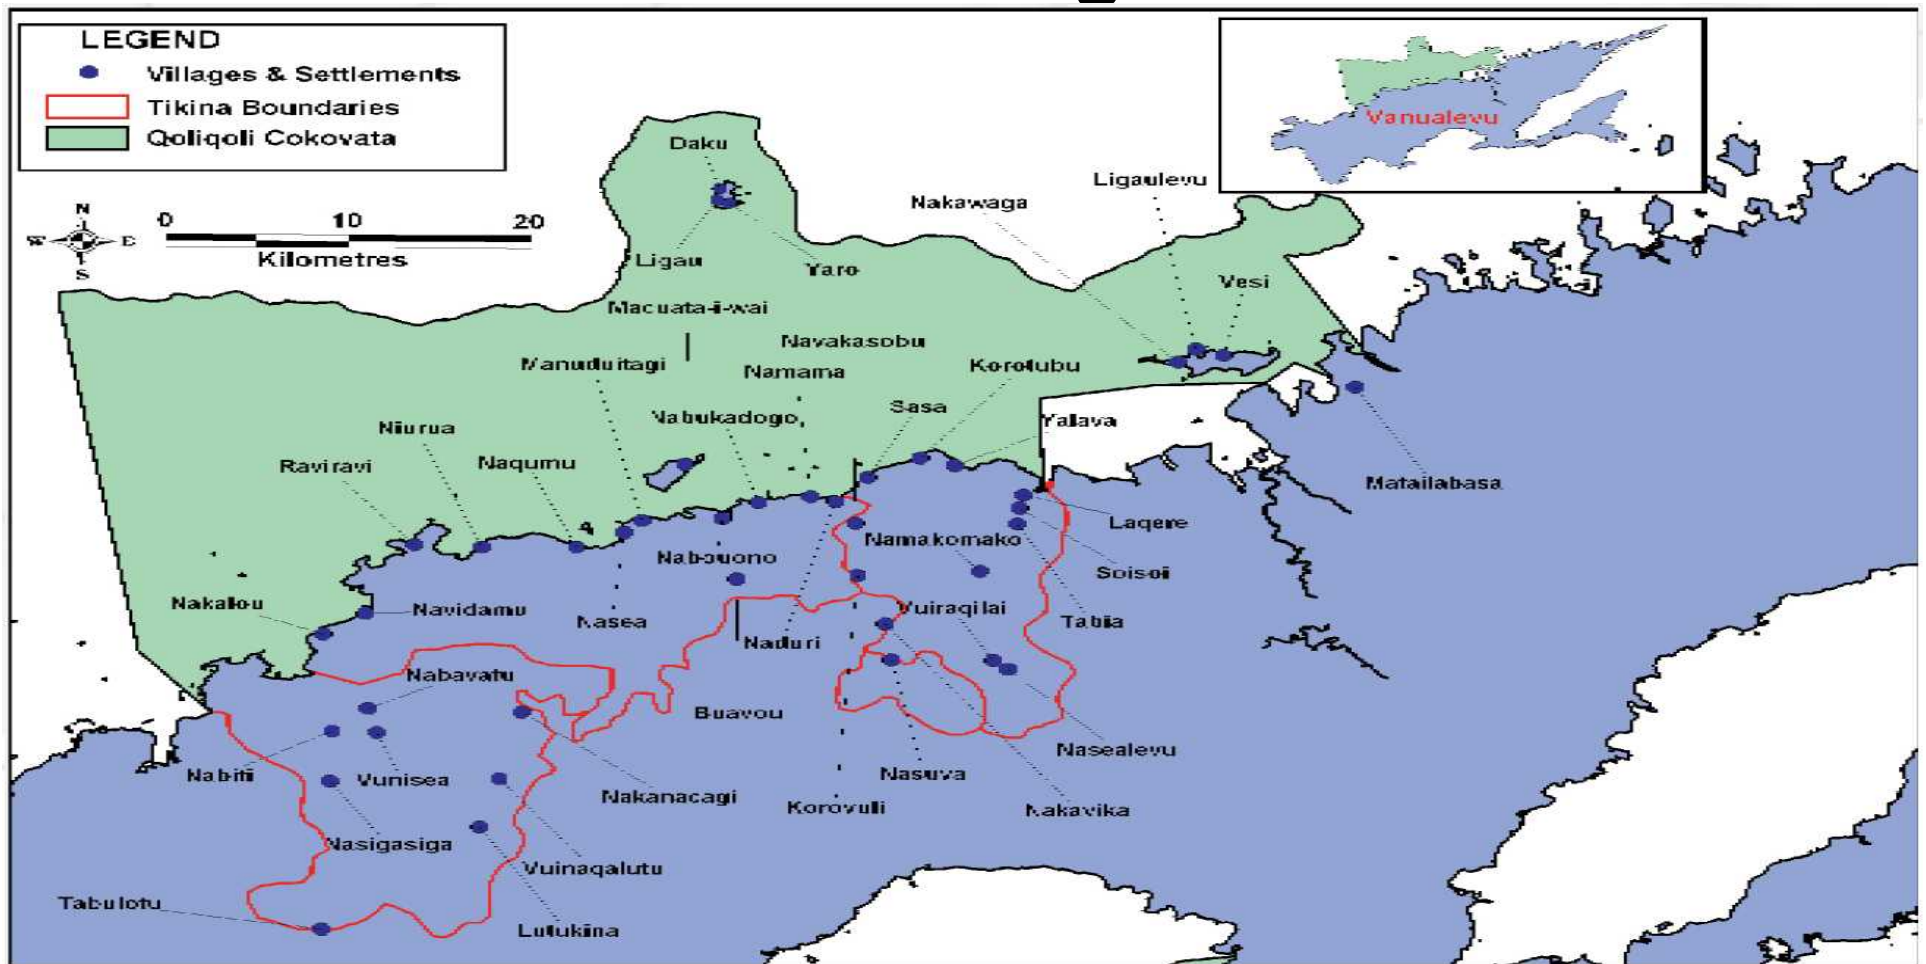 LEGEND
Villages & Settlements
Tikina Boundaries
Qoliqoli Cokovata
Vanualevu
N
W E
S
0 10 20
Kilometres
Daku
Ligaulevu
Nakawaga
Ligau
Yaro
Vesi
Macuata-i-wai
Navakasobu
Manuduitagi
Namama
Korotubu
Sasa
Nabukadogo,
Yalava
Niurua
Raviravi
Naqumu
Matailabasa
Laqere
Namakomako
Nabouono
Soisoii
Nakalou
Navidamu
Nasea
Vuiraqilai
Tabia
Naduri
Nabavatu
Buavou
Nasealevu
Nabiti
Vunisea
Nasuva
Nakanacagi
Korovuli
Nakavika
Nasigasiga
Vuinaqalutu
Tabulotu
Lutukina